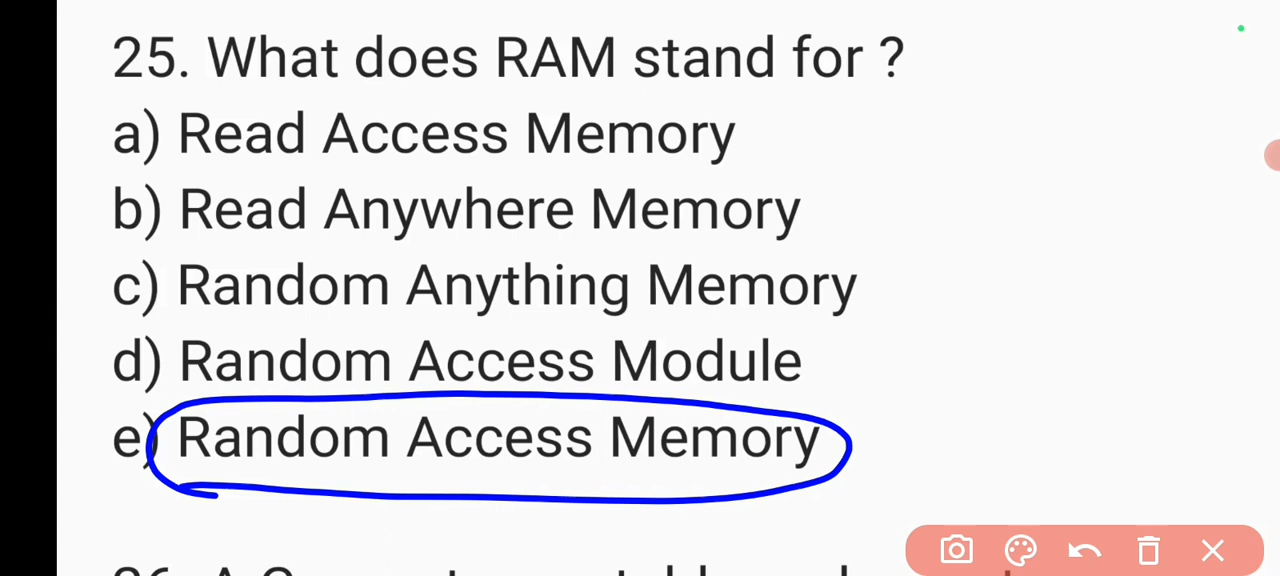 25. What does RAM stand for ?
a) Read Access Memory
b) Read Anywhere Memory
c) Random Anything Memory
d) Random Access Module
e) Random Access Memory